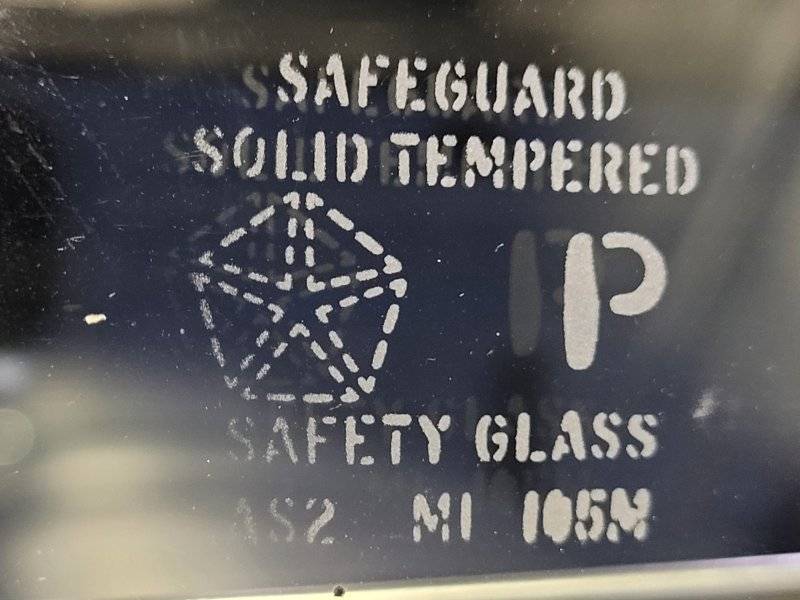 SAFEGUARD
SOLID TEMPERED
P
SAFETY GLASS
AS2 M1 105M